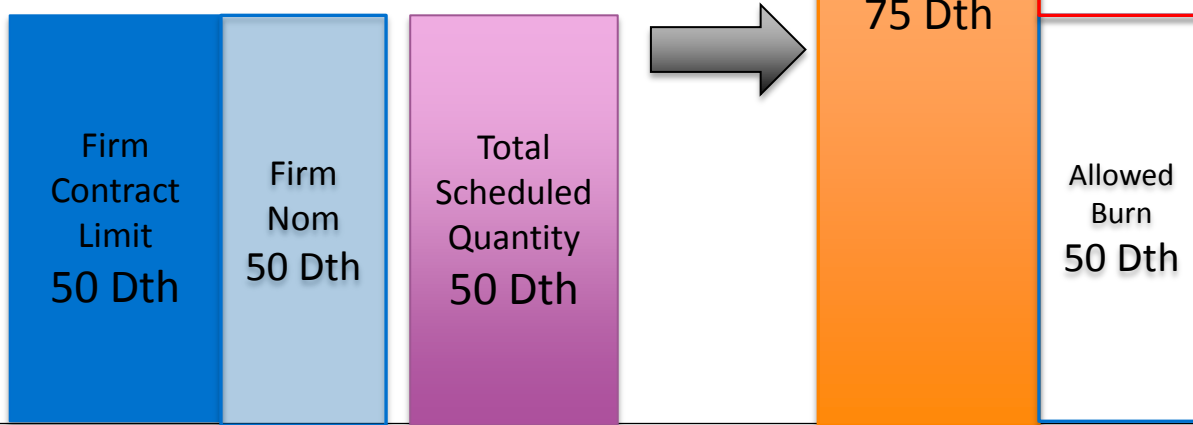 75 Dth
Firm
Contract
Limit
50 Dth
Firm
Nom
50 Dth
Total
Scheduled
Quantity
50 Dth
Allowed
Burn
50 Dth